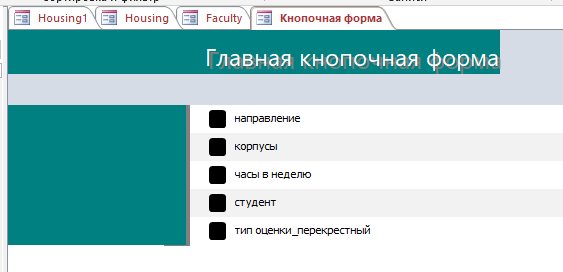 Housing1 Housing Faculty Кнопочная форма
Главная кнопочная форма
направление
корпусы
часы в неделю
студент
тип оценки_перекрестный